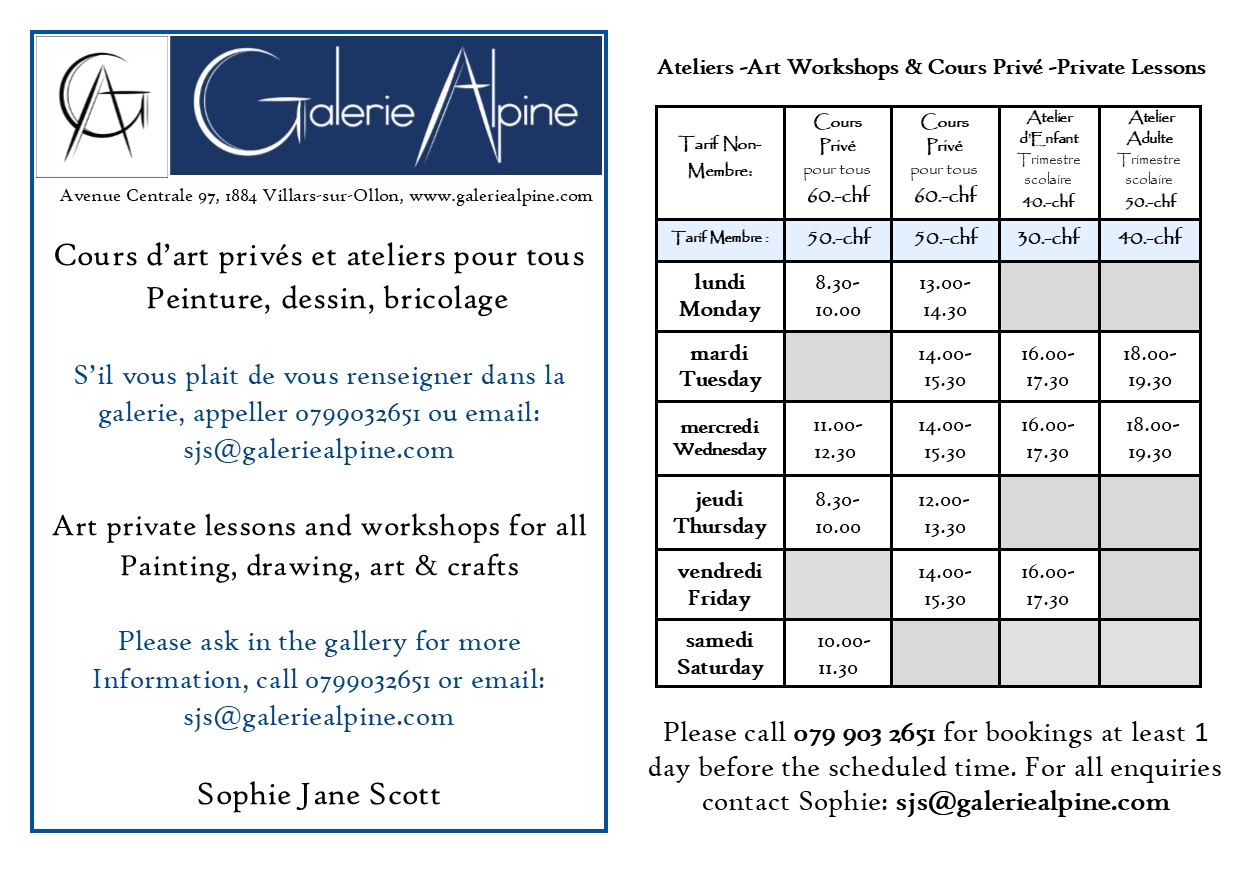 GA
Galerie Alpine
Avenue Centrale 97, 1884 Villars-sur-Ollon, www.galeriealpine.com
Cours d'art privés et ateliers pour tous
Peinture, dessin, bricolage
S'il vous plait de vous renseigner dans la
galerie, appeller 0799032651 ou email:
sjs@galeriealpine.com
Art private lessons and workshops for all
Painting, drawing, art & crafts
Please ask in the gallery for more
Information, call 0799032651 or email:
sjs@galeriealpine.com
Sophie Jane Scott
Ateliers -Art Workshops & Cours Privé -Private Lessons
Tarif Non-
Membre:
Cours
Privé
pour tous
60.-chf
Cours
Privé
pour tous
60.-chf
Atelier
d'Enfant
Trimestre
scolaire
40.-chf
Atelier
Adulte
Trimestre
scolaire
50.-chf
Tarif Membre : 50.-chf 50.-chf 30.-chf 40.-chf
lundi
Monday
8.30-
10.00
13.00-
14.30
mardi
Tuesday
14.00-
15.30
16.00-
17.30
18.00-
19.30
mercredi
Wednesday
11.00-
12.30
14.00-
15.30
16.00-
17.30
18.00-
19.30
jeudi
Thursday
8.30-
10.00
12.00-
13.30
vendredi
Friday
14.00-
15.30
16.00-
17.30
samedi
Saturday
10.00-
11.30
Please call 079 903 2651 for bookings at least 1
day before the scheduled time. For all enquiries
contact Sophie: sjs@galeriealpine.com